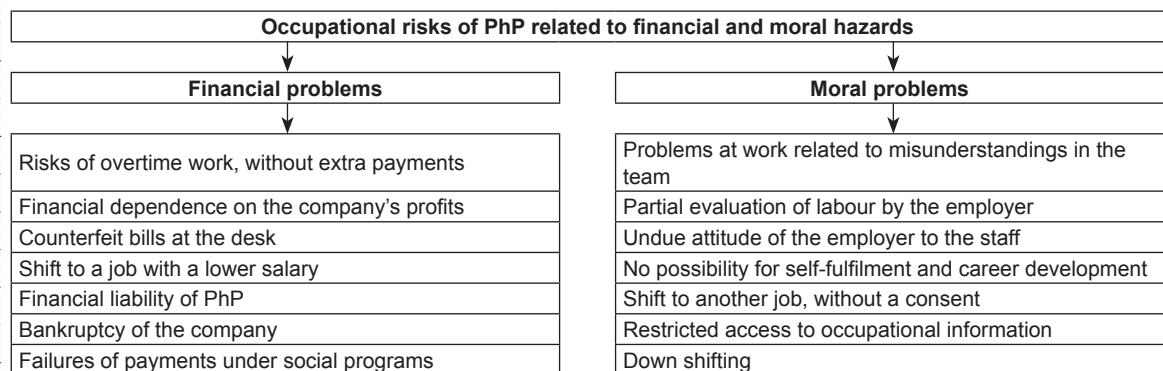 Occupational risks of PhP related to financial and moral hazards
Financial problems
Risks of overtime work, without extra payments
Financial dependence on the company's profits
Counterfeit bills at the desk
Shift to a job with a lower salary
Financial liability of PhP
Bankruptcy of the company
Failures of payments under social programs
Moral problems
Problems at work related to misunderstandings in the
team
Partial evaluation of labour by the employer
Undue attitude of the employer to the staff
No possibility for self-fulfilment and career development
Shift to another job, without a consent
Restricted access to occupational information
Down shifting